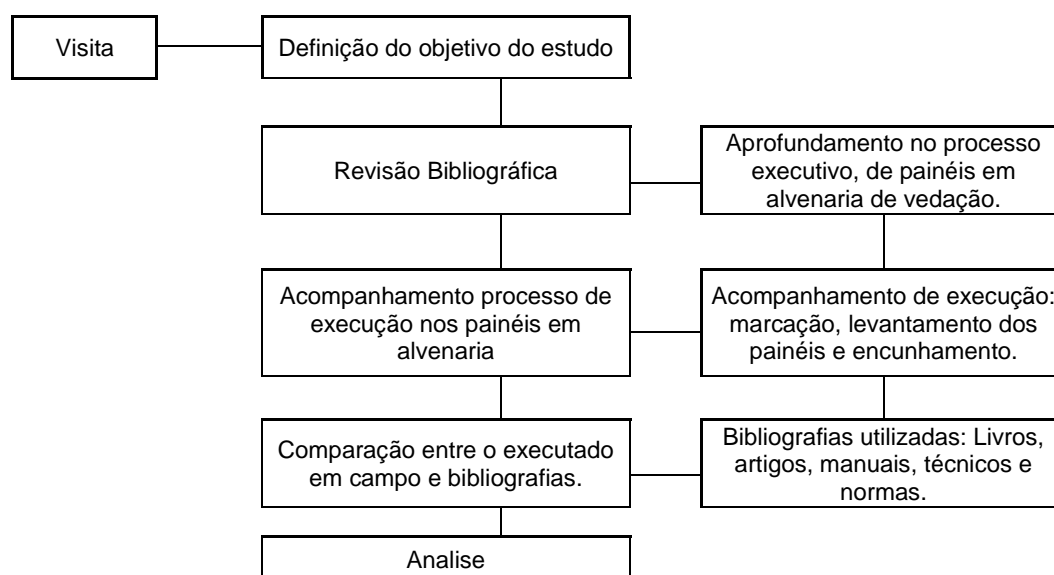 Visita
Definição do objetivo do estudo
Revisão Bibliográfica
Aprofundamento no processo
executivo, de painéis em
alvenaria de vedação.
Acompanhamento processo de
execução nos painéis em
alvenaria
Acompanhamento de execução:
marcação, levantamento dos
painéis e encunhamento.
Comparação entre o executado
em campo e bibliografias.
Bibliografias utilizadas: Livros,
artigos, manuais, técnicos e
normas.
Analise